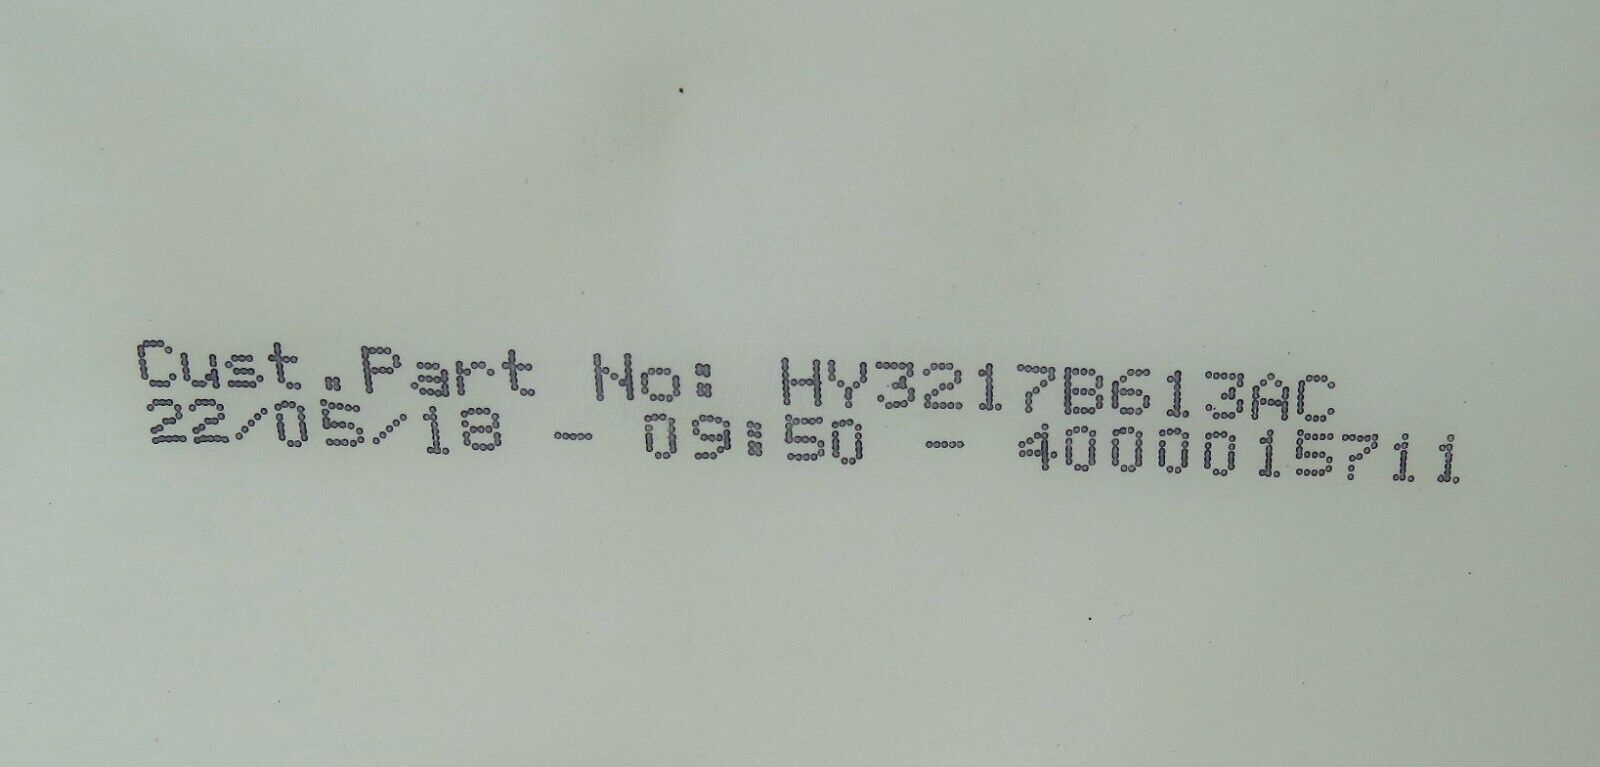 Cust.Part No: HY3217B613AC
22/05/18 - 09:50 - 4000015711